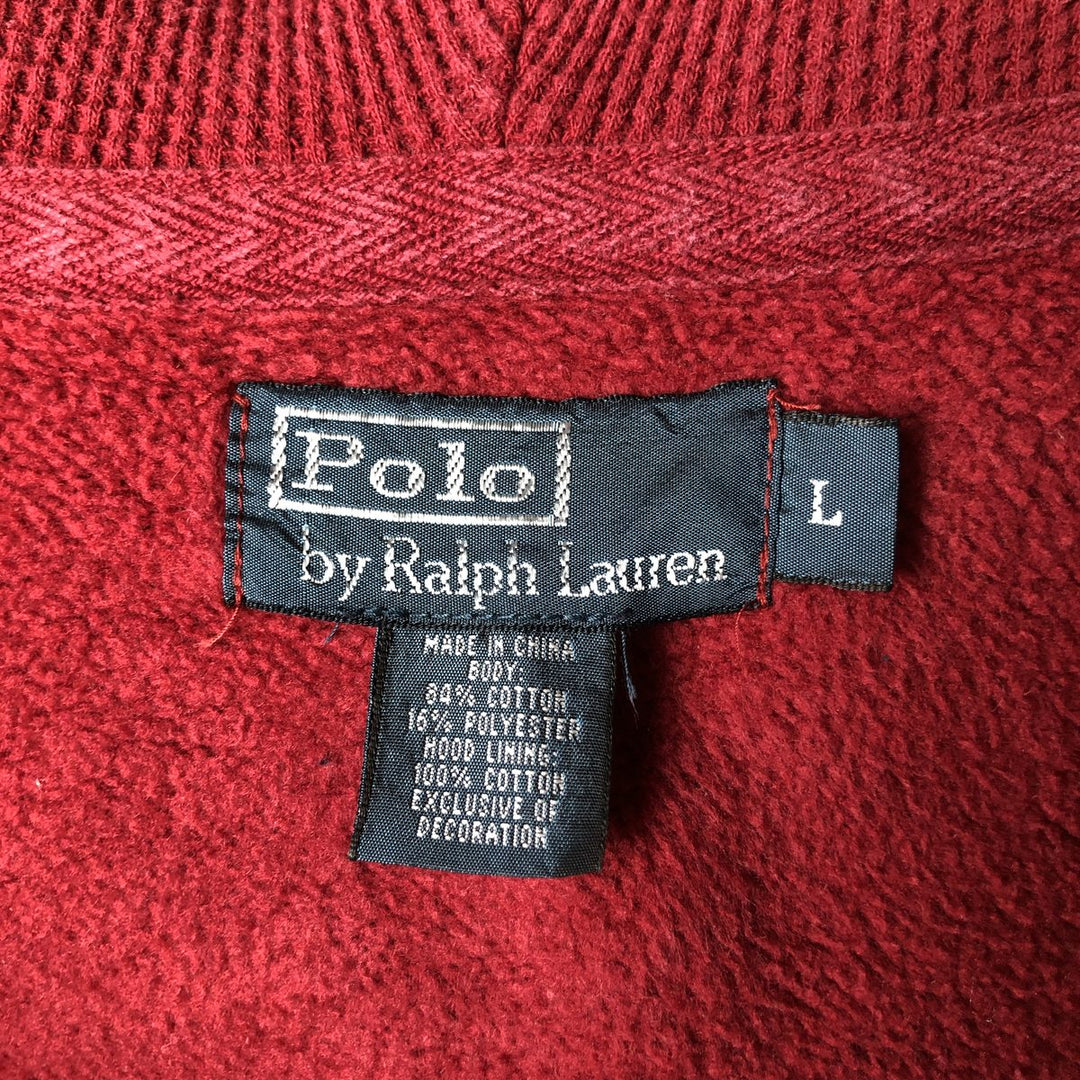 Polo
by Ralph Lauren
L
MADE IN CHINA
BODY:
84% COTTON
16% POLYESTER
HOOD LINING:
100% COTTON
EXCLUSIVE OF
DECORATION